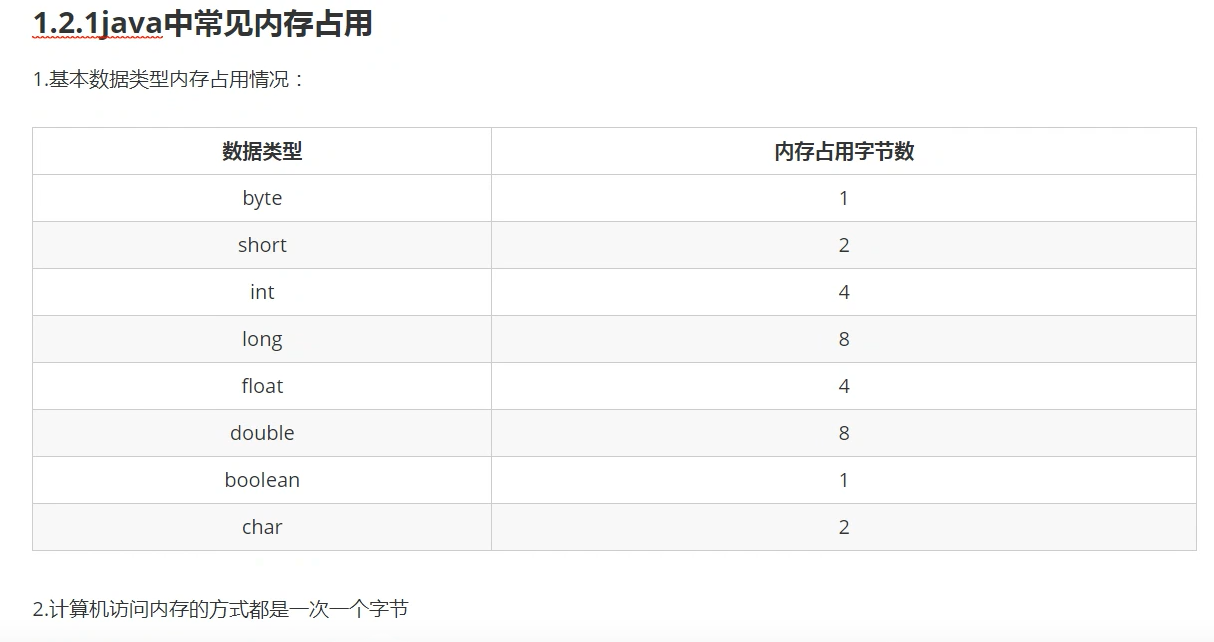 1.2.1java中常见内存占用
1.基本数据类型内存占用情况：
数据类型 内存占用字节数
byte 1
short 2
int 4
long 8
float 4
double 8
boolean 1
char 2
2.计算机访问内存的方式都是一次一个字节